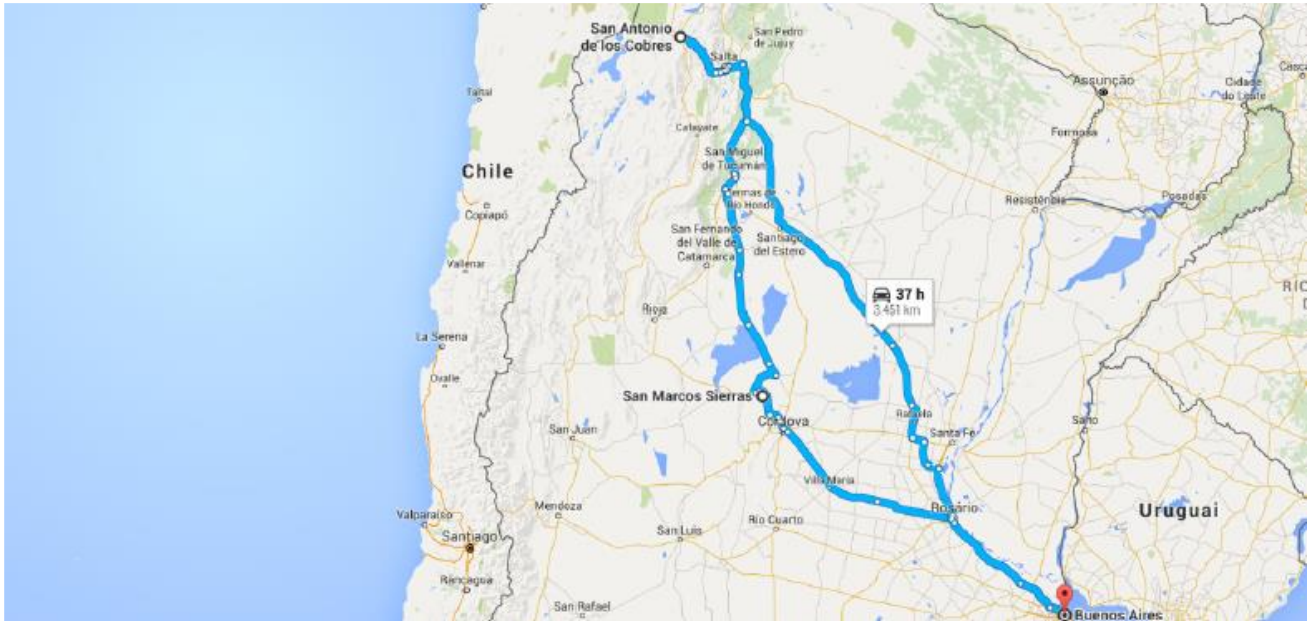 San Antonio
de los Cobres
San Pedro
de Jujuy
Salta
Taltal
Assunção
Cidade
do Leste
Casca
Cafayate
Formosa
San Miguel
de Tucumán
Chile
Termas de
Río Hondo
Resistência
Posadas
Copiapó
San Fernando
del Valle de
Catamarca
Santiago
del Estero
Vallenar
37 h
3.451 km
RIO
Rioja
La Serena
Ovalle
San Marcos Sierras
Rafaela
Cordova
San Juan
Santa Fe
Salto
Villa María
Rosário
Uruguai
Valparaíso
Mendoza
San Luis
Río Cuarto
Santiago
Rancagua
San Rafael
Buenos Aires